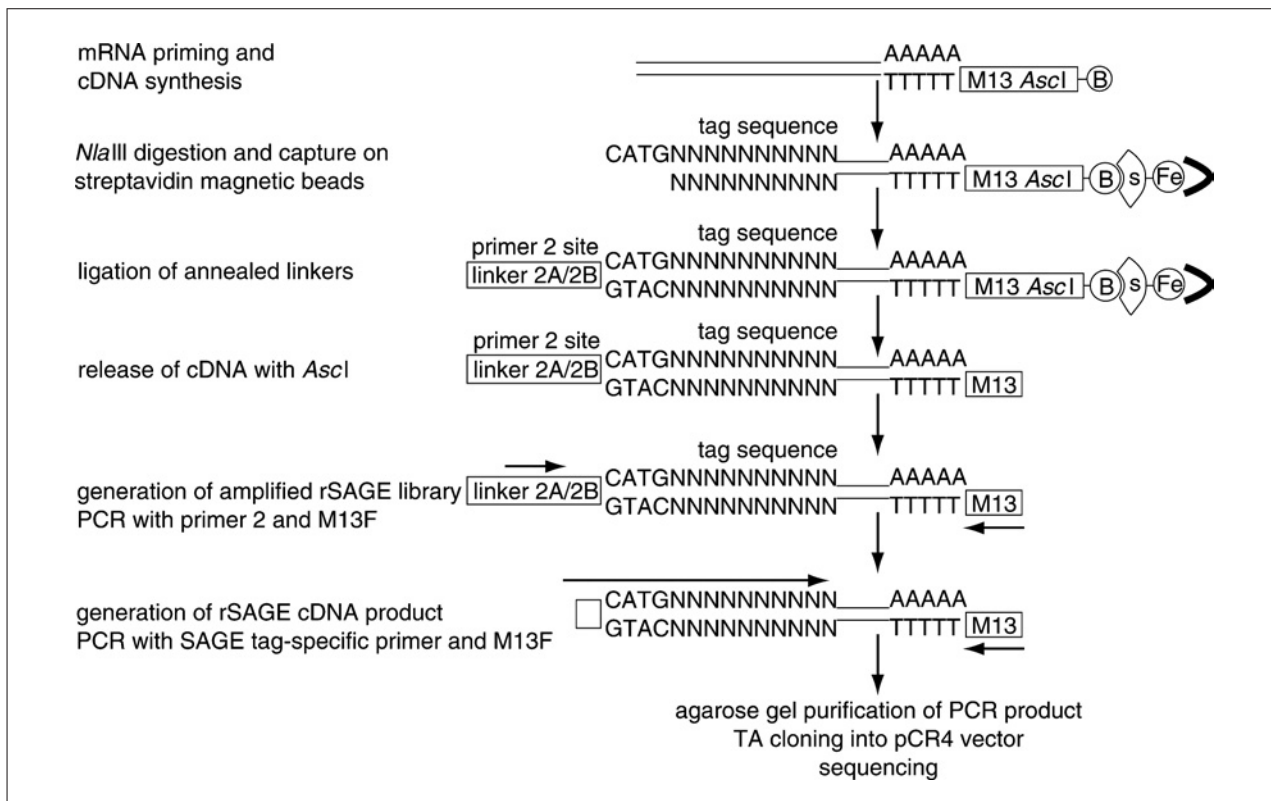 mRNA priming and
cDNA synthesis
AAAAA
TTTTT M13 AscI B
NlaIII digestion and capture on
streptavidin magnetic beads
tag sequence
CATGNNNNNNNNNN AAAAA
NNNNNNNNNN TTTTT M13 AscI B s Fe
ligation of annealed linkers
primer 2 site
linker 2A/2B
tag sequence
CATGNNNNNNNNNN AAAAA
GTACNNNNNNNNNN TTTTT M13 AscI B s Fe
release of cDNA with AscI
primer 2 site
linker 2A/2B
tag sequence
CATGNNNNNNNNNN AAAAA
GTACNNNNNNNNNN TTTTT M13
generation of amplified rSAGE library
PCR with primer 2 and M13F
linker 2A/2B
tag sequence
CATGNNNNNNNNNN AAAAA
GTACNNNNNNNNNN TTTTT M13
generation of rSAGE cDNA product
PCR with SAGE tag-specific primer and M13F
CATGNNNNNNNNNN AAAAA
GTACNNNNNNNNNN TTTTT M13
agarose gel purification of PCR product
TA cloning into pCR4 vector
sequencing